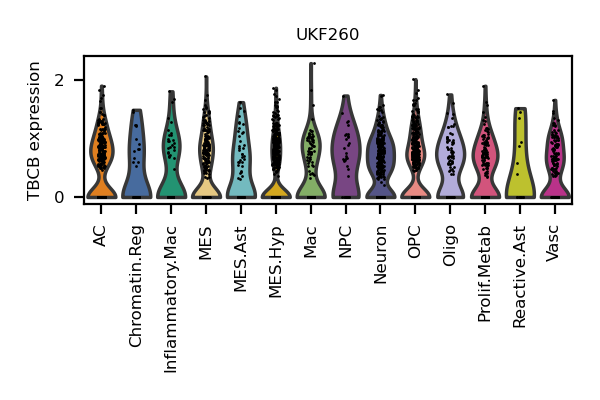 UKF260
TBCB expression
2
0
AC
Chromatin.Reg
Inflammatory.Mac
MES
MES.Ast
MES.Hyp
Mac
NPC
Neuron
OPC
Oligo
Prolif.Metab
Reactive.Ast
Vasc